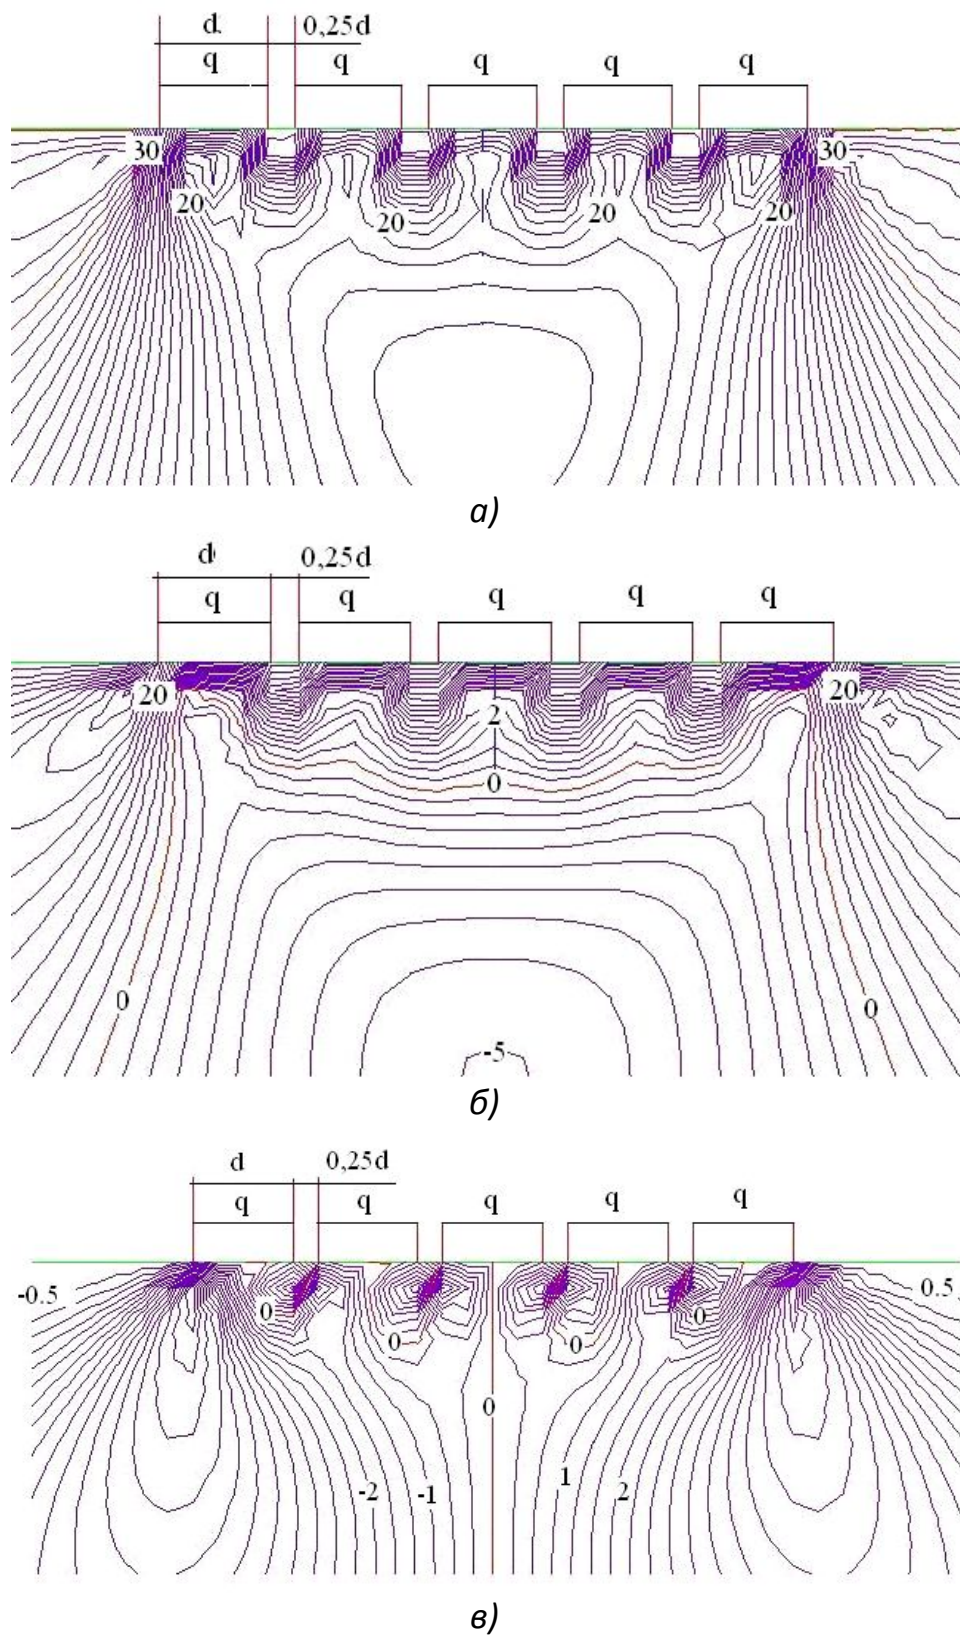 d 0,25d
q q q q q
30 30
20 20 20 20
а)
d 0,25d
q q q q q
20 20
2
0
0 0
-5
б)
d 0,25d
q q q q q
-0.5 0.5
0 0 0 0
0
-2 -1 1 2
в)